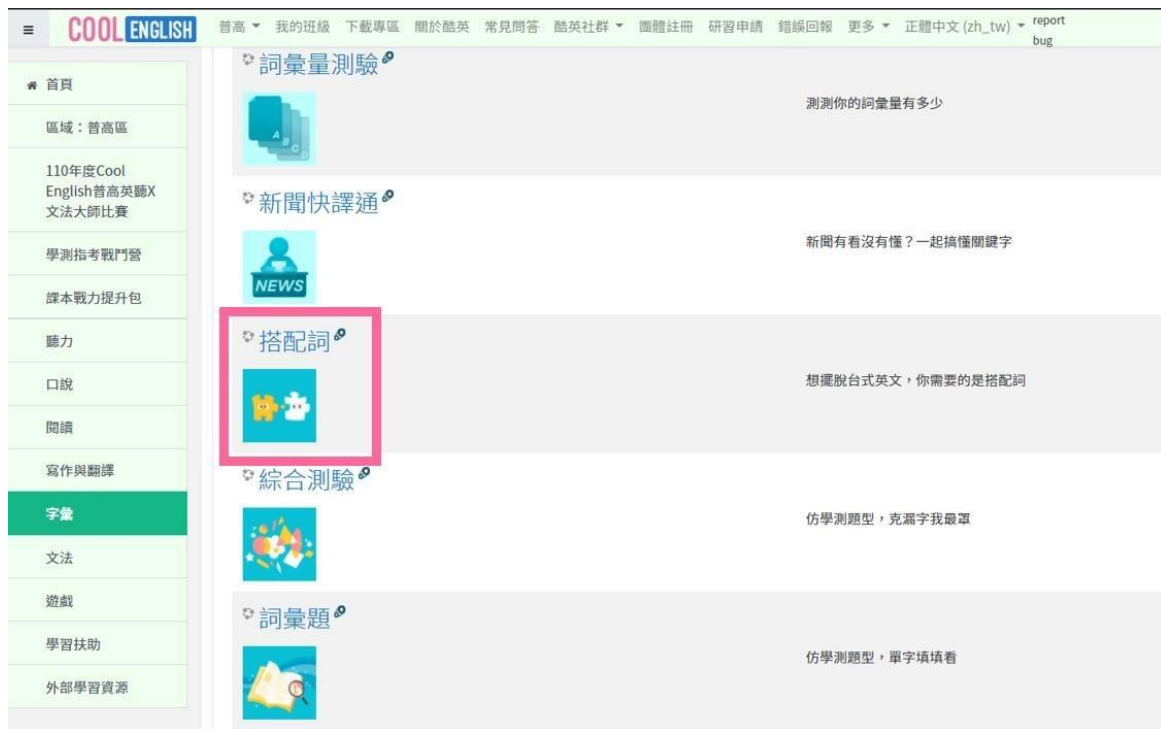 ≡ COOL ENGLISH 普高 我的班級 下載專區 關於酷英 常見問答 酷英社群 團體註冊 研習申請 錯誤回報 更多 正體中文 (zh_tw) report
bug
首頁
區域：普高區
110年度Cool
English普高英聽X
文法大師比賽
學測指考戰鬥營
課本戰力提升包
聽力
口說
閱讀
寫作與翻譯
字彙
文法
遊戲
學習扶助
外部學習資源
詞彙量測驗
A B C D
測測你的詞彙量有多少
新聞快譯通
NEWS
新聞有看沒有懂？一起搞懂關鍵字
搭配詞
想擺脫台式英文，你需要的是搭配詞
綜合測驗
仿學測題型，克漏字我最罩
詞彙題
仿學測題型，單字填填看